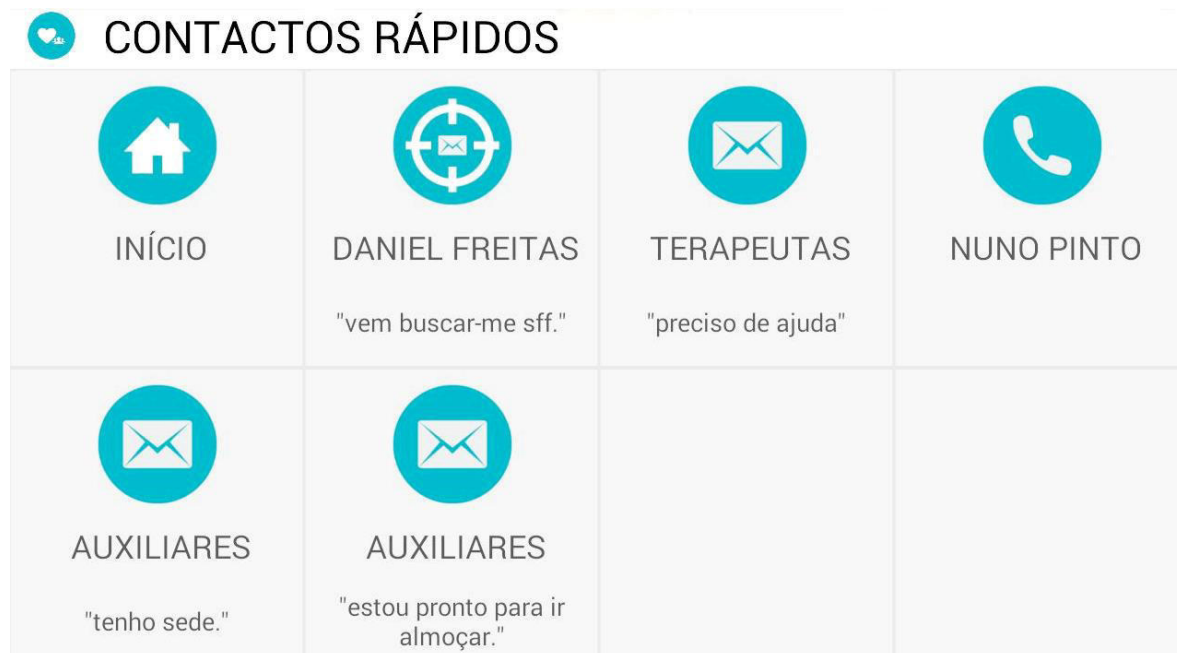 CONTACTOS RÁPIDOS
INÍCIO
DANIEL FREITAS
"vem buscar-me sff."
TERAPEUTAS
"preciso de ajuda"
NUNO PINTO
AUXILIARES
"tenho sede."
AUXILIARES
"estou pronto para ir
almoçar."